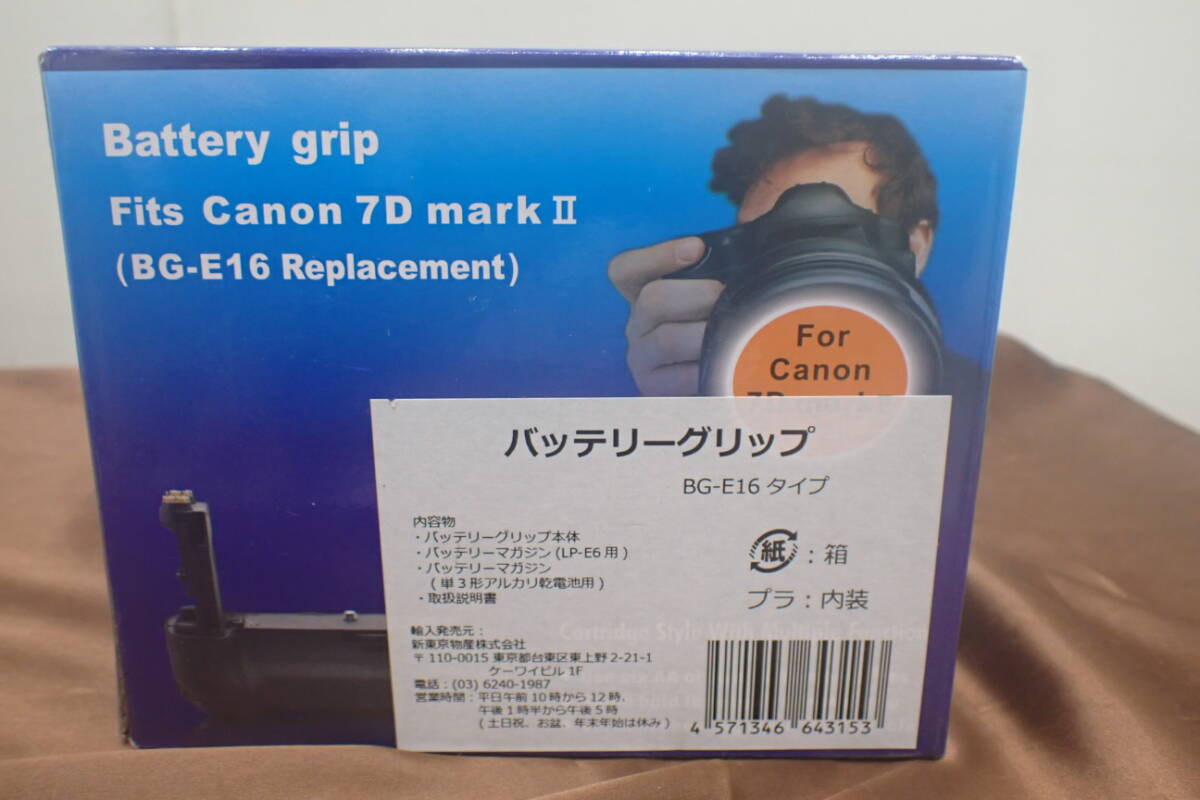 Battery grip
Fits Canon 7D mark II
(BG-E16 Replacement)
For
Canon
バッテリーグリップ
BG-E16 タイプ
内容物
・バッテリーグリップ本体
・バッテリーマガジン(LP-E6 用)
・バッテリーマガジン
(単3形アルカリ乾電池用)
・取扱説明書
紙:箱
プラ:内装
輸入発売元:
新東京物産株式会社
〒110-0015 東京都台東区東上野 2-21-1
ケーワイビル 1F
電話:(03) 6240-1987
営業時間:平日午前10時から12時,
午後1時半から午後5時
(土日祝、お盆、年末年始は休み)
Cartridge Style With Multiple
4 571346 643153